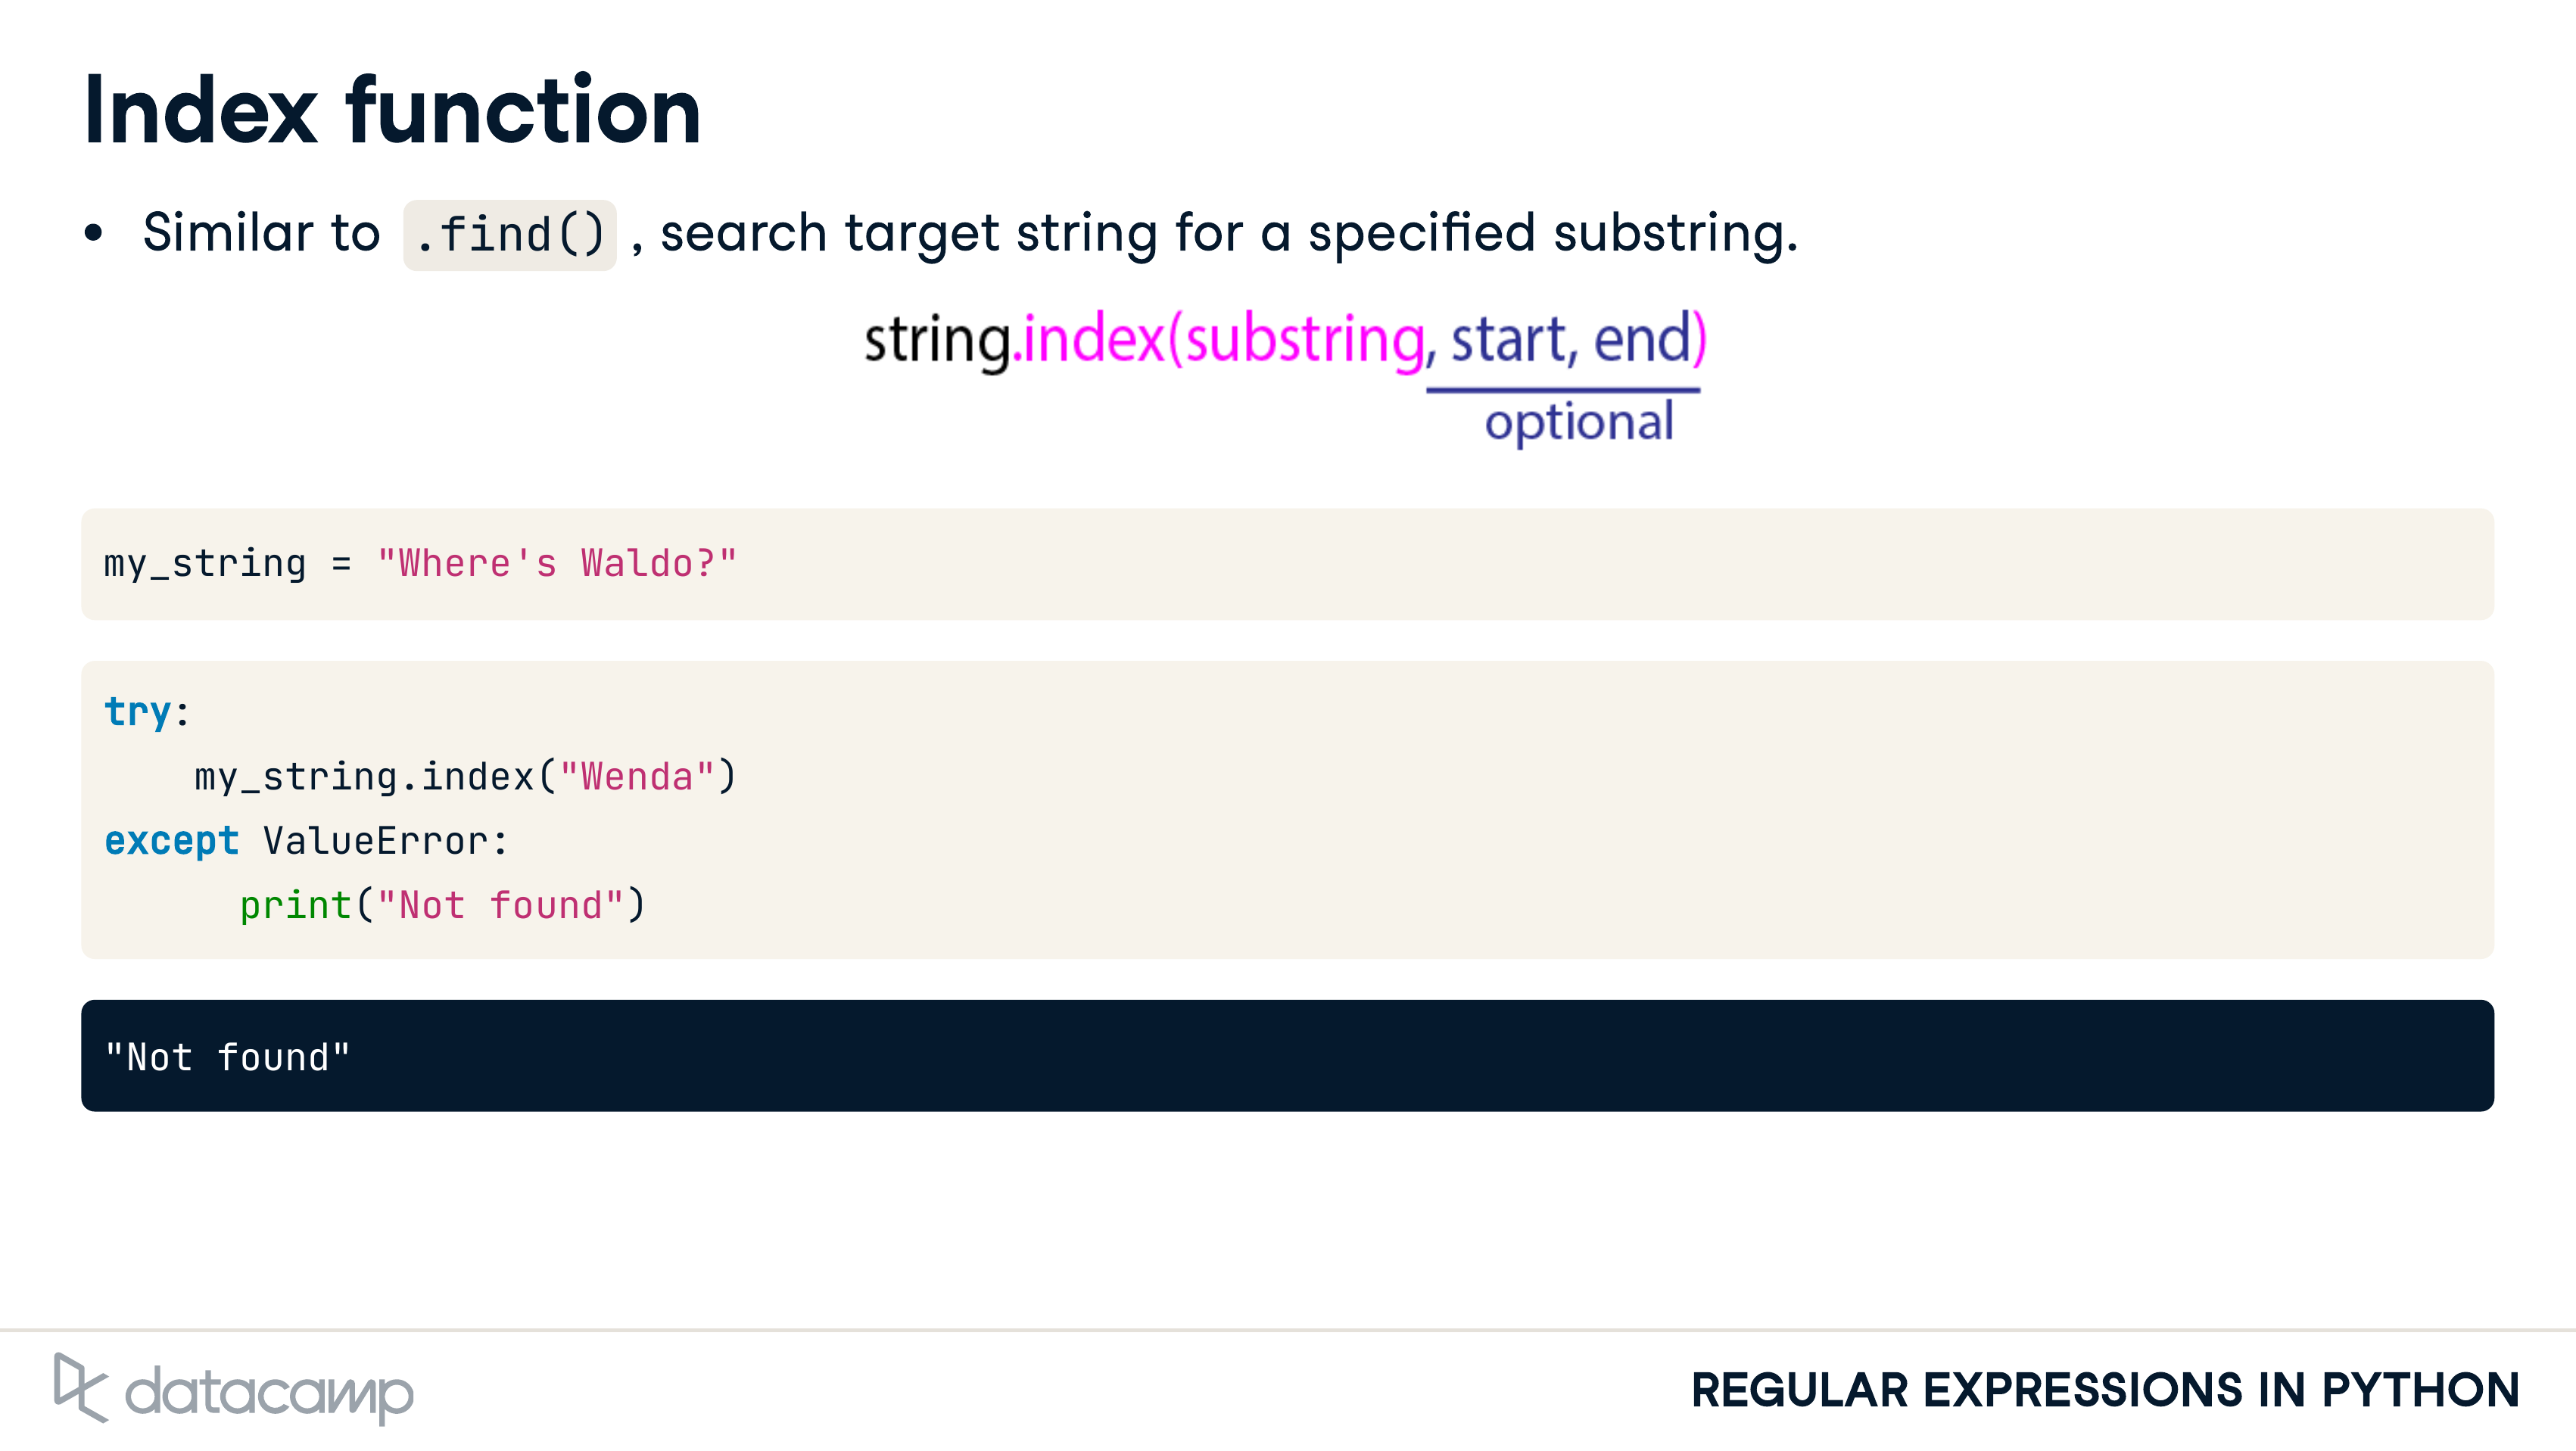 Index function
• Similar to .find() , search target string for a specified substring.
string.index(substring, start, end)
optional
my_string = "Where's Waldo?"
try:
    my_string.index("Wenda")
except ValueError:
      print("Not found")
"Not found"
datacamp
REGULAR EXPRESSIONS IN PYTHON